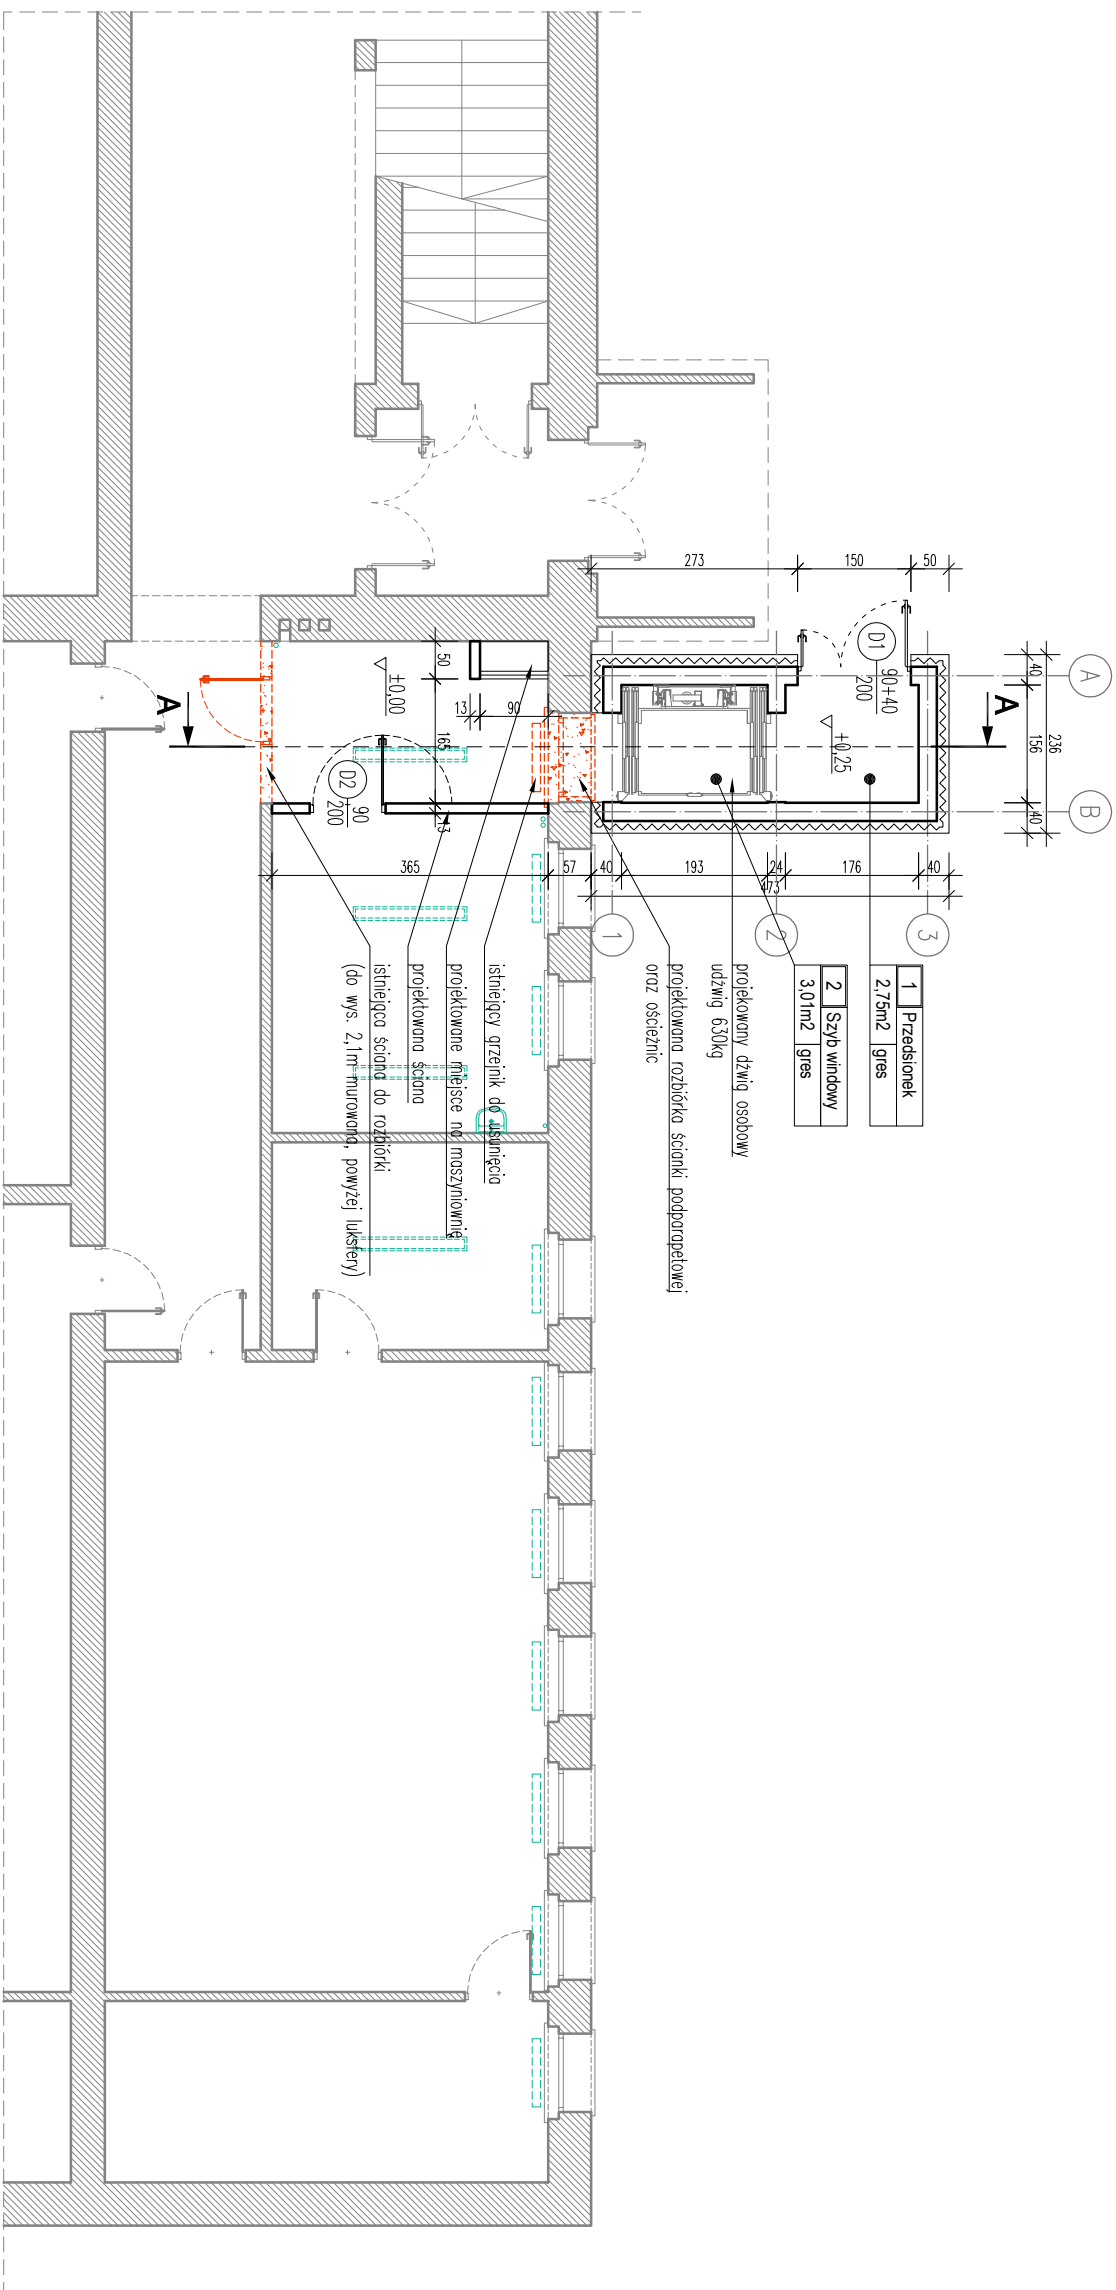 A
B
236
40
156
40
A
A
273
150
50
D1
90+40
200
+0,25
40
176
24
193
40
57
365
473
1
2
3
1 Przedsionek
2,75m2 gres
2 Szyb windowy
3,01m2 gres
projekowany dźwig osobowy
udźwig 630kg
projektowana rozbiórka ścianki podparapetowej
oraz ościeżnic
istniejący grzejnik do usunięcia
projektowane miejsce na maszyniownie
projektowana ściana
istniejąca ściana do rozbiórki
(do wys. 2,1m murowana, powyżej luksfery)
50
165
13
13
90
±0,00
D2
90
200